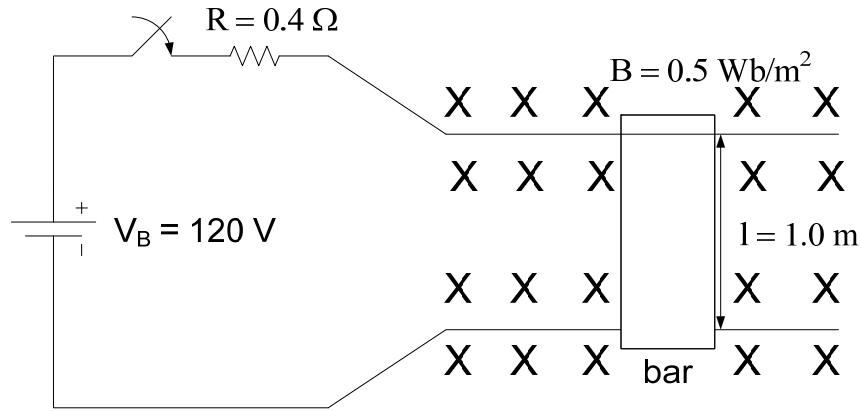 R = 0.4 Ω
B = 0.5 Wb/m²
X X X X X
X X X X X
+
V_B = 120 V
l = 1.0 m
X X X X X
X X X X X
bar